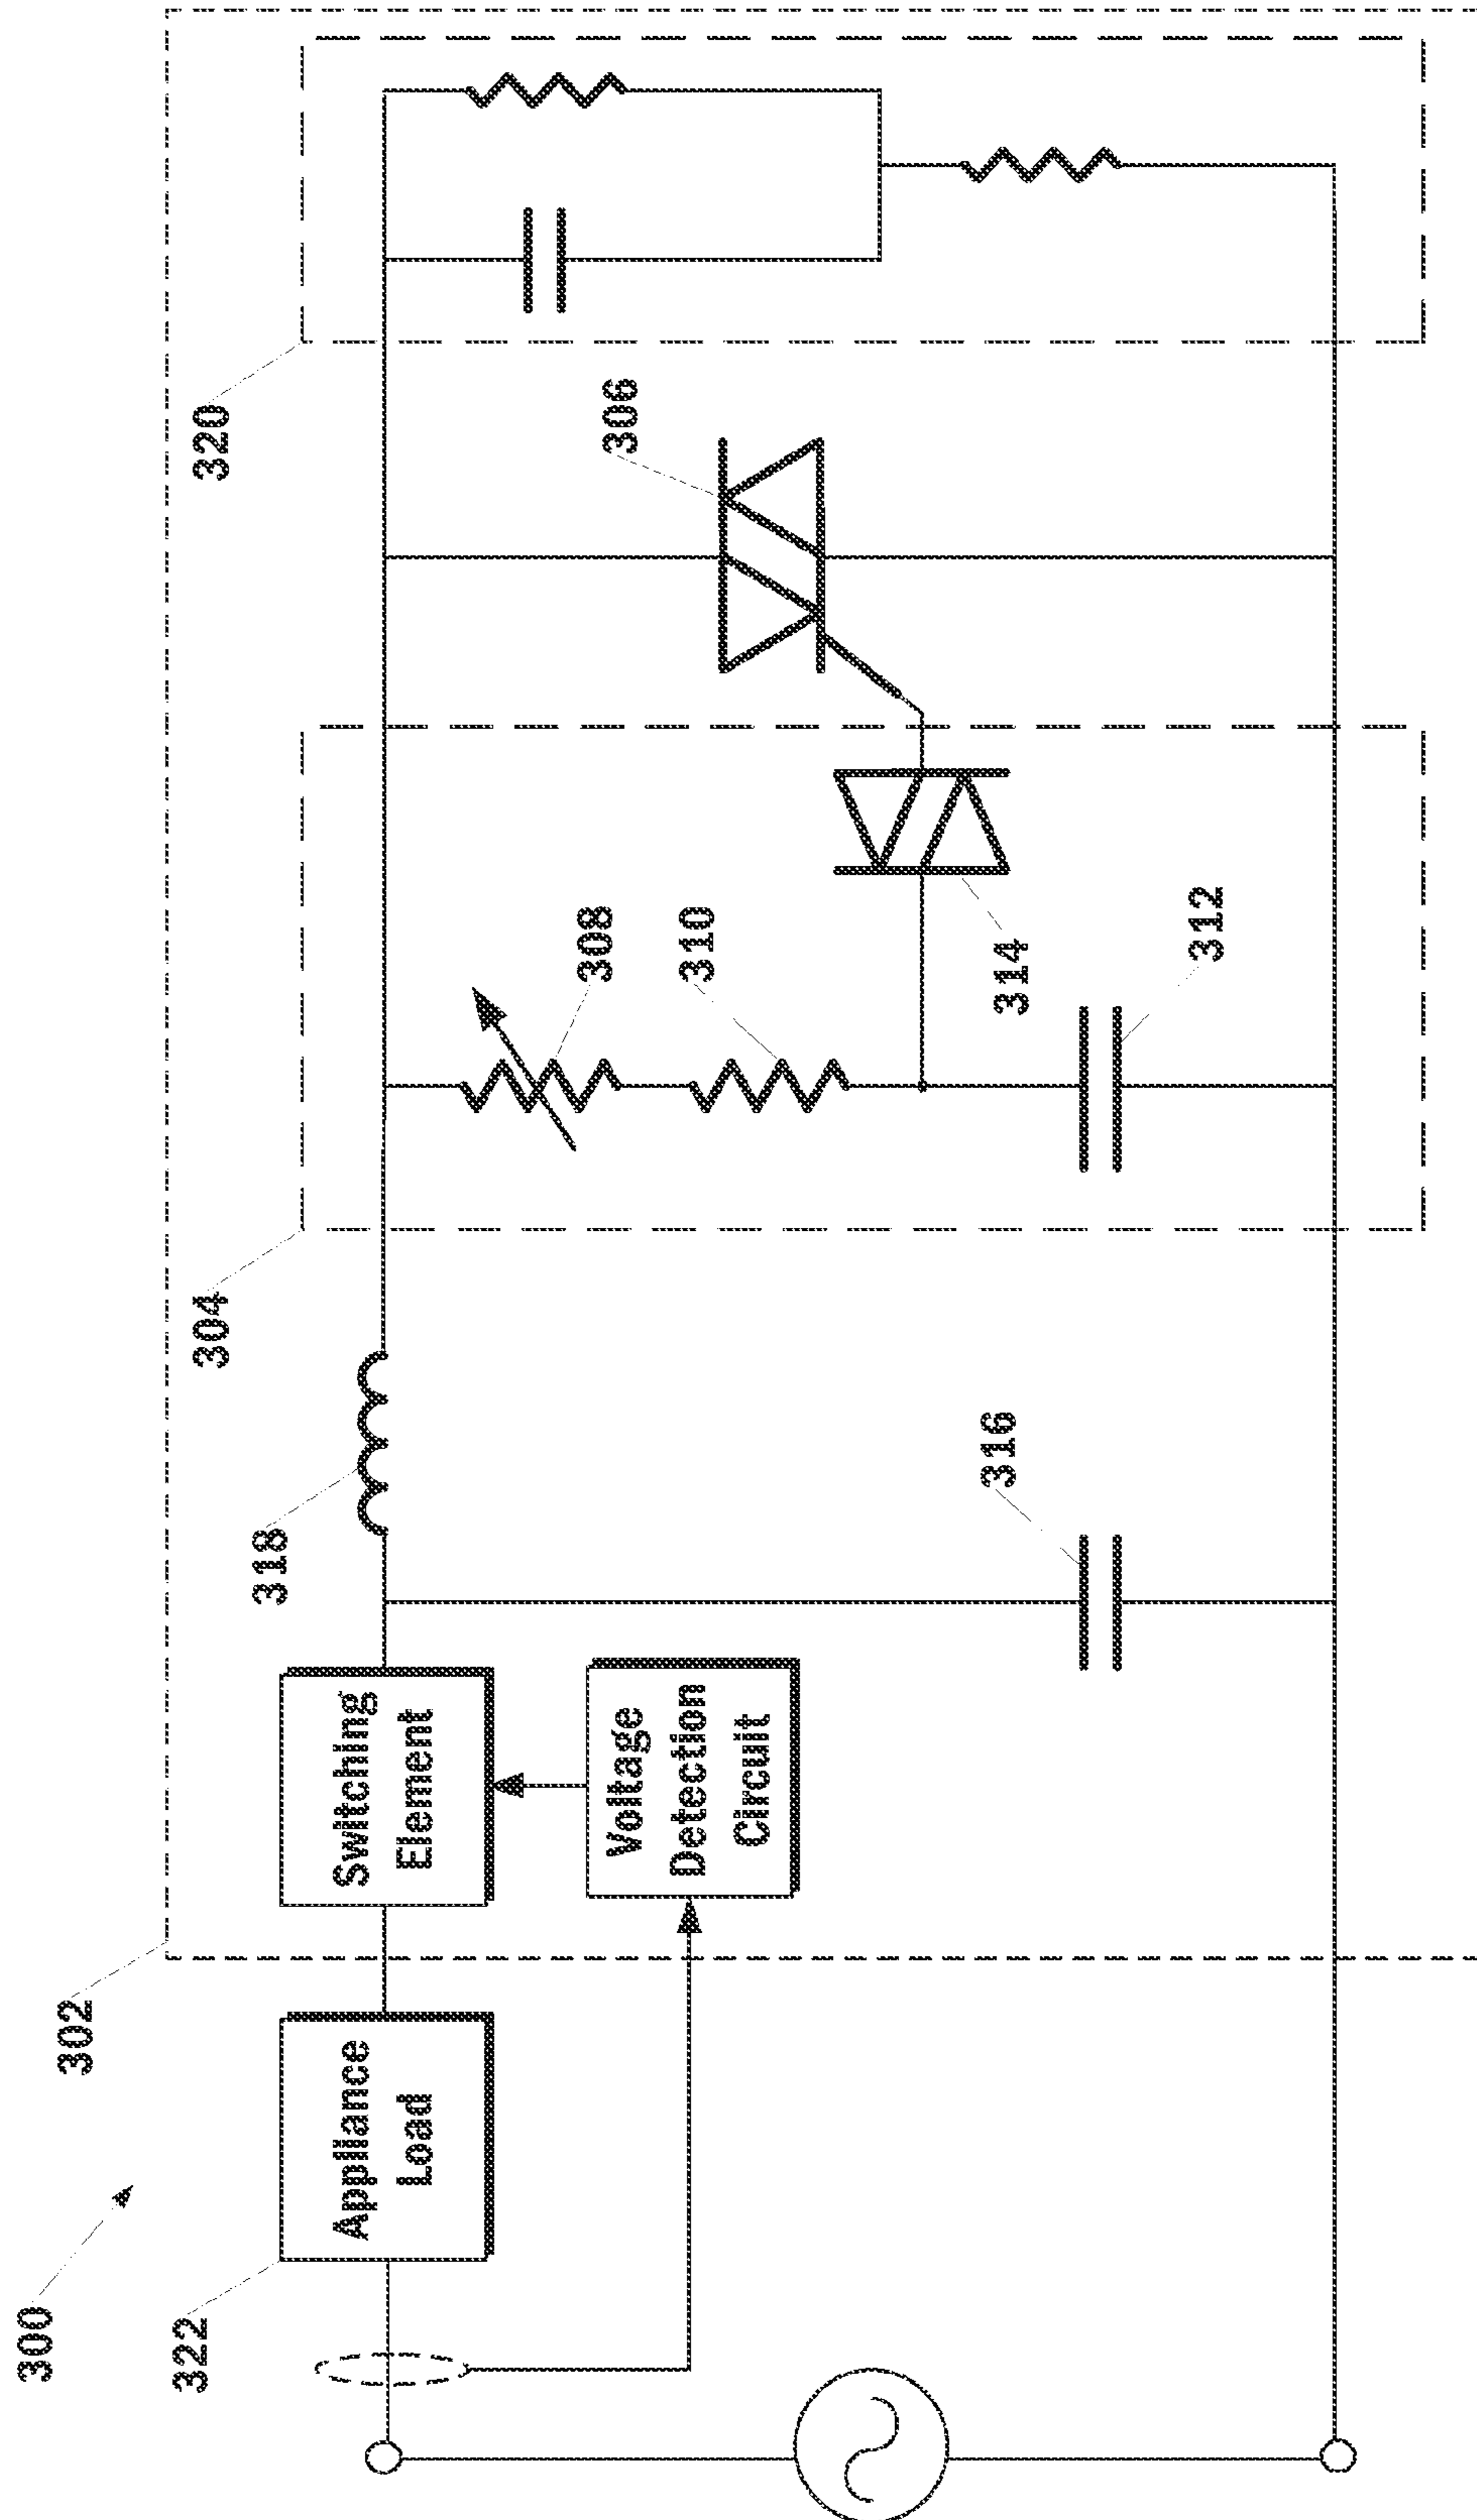 300
322
Appliance
Load
302
Switching
Element
Voltage
Detection
Circuit
318
316
304
308
310
314
312
306
320